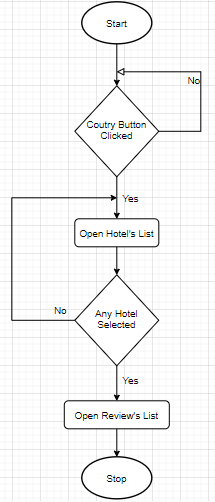 Start
No
Coutry Button
Clicked
Yes
Open Hotel's List
Any Hotel
Selected
No
Yes
Open Review's List
Stop